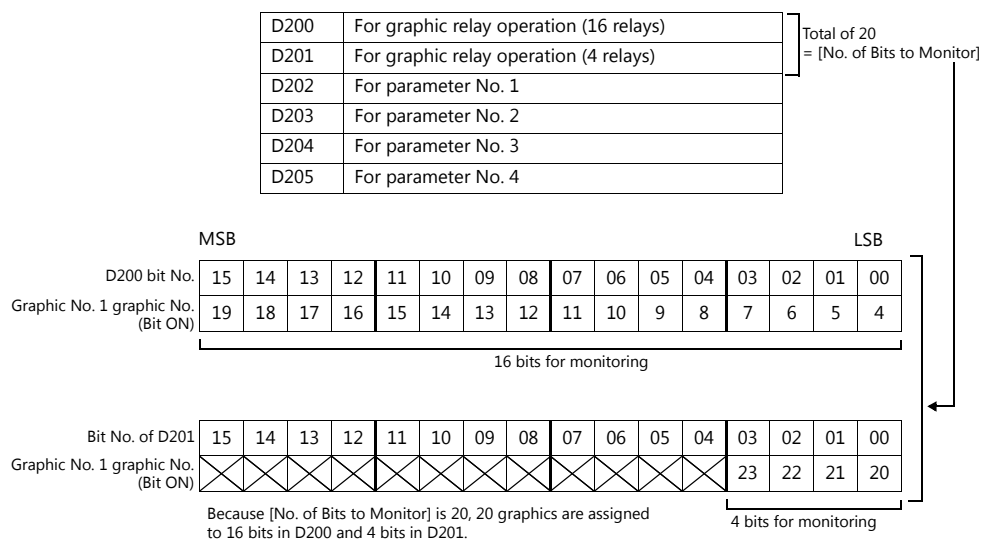 D200 For graphic relay operation (16 relays)
D201 For graphic relay operation (4 relays)
D202 For parameter No. 1
D203 For parameter No. 2
D204 For parameter No. 3
D205 For parameter No. 4
Total of 20
= [No. of Bits to Monitor]
MSB LSB
D200 bit No. 15 14 13 12 11 10 09 08 07 06 05 04 03 02 01 00
Graphic No. 1 graphic No.
(Bit ON) 19 18 17 16 15 14 13 12 11 10 9 8 7 6 5 4
16 bits for monitoring
Bit No. of D201 15 14 13 12 11 10 09 08 07 06 05 04 03 02 01 00
Graphic No. 1 graphic No.
(Bit ON) 23 22 21 20
Because [No. of Bits to Monitor] is 20, 20 graphics are assigned
to 16 bits in D200 and 4 bits in D201.
4 bits for monitoring